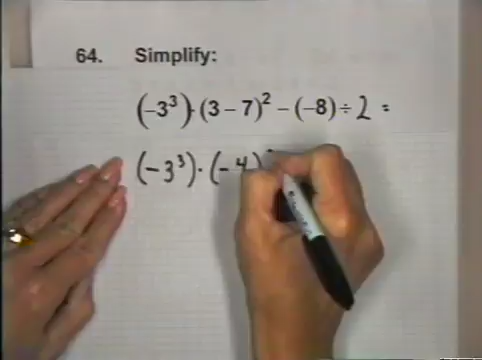 64. Simplify:
(-3³)·(3 - 7)² - (-8) ÷ 2 =
(-3³)·(-4)